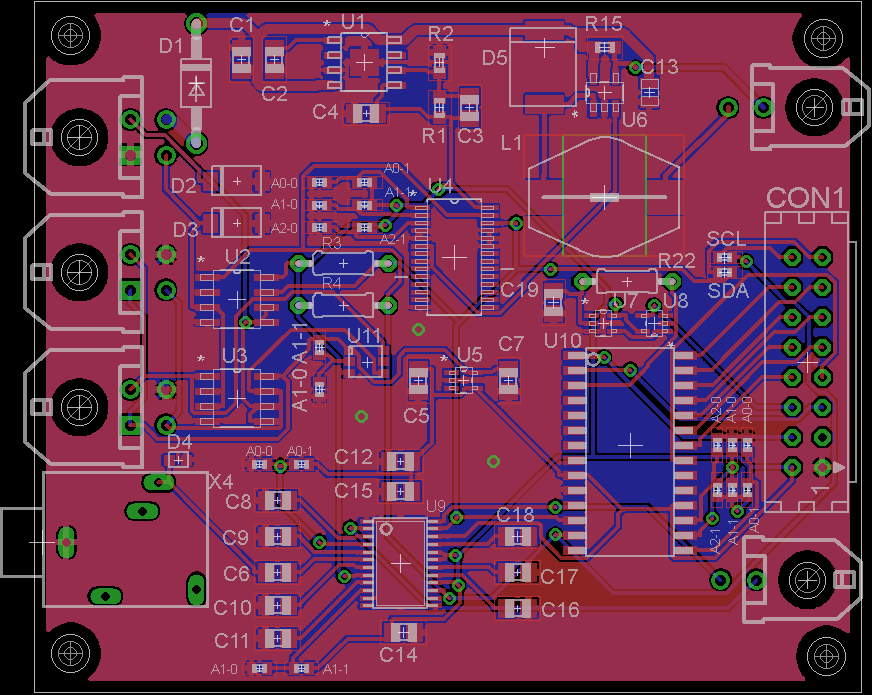 C1
*
U1
R15
D1
R2
D5
C13
C2
C4
R1
C3
*
U6
L1
D2
A0-0
A0-1
A1-0
A1-1
*
U4
CON1
D3
A2-0
A2-1
R3
SCL
*
U2
R22
R4
C19
SDA
*
U7
U8
A1-1
U11
C7
U10
*
*
U3
*
U5
A1-0
C5
A2-0
A1-0
A0-0
D4
A0-0
A0-1
C12
X4
C15
C8
U9
C18
1
A2-1
A1-1
A0-1
C9
C6
C17
C10
C16
C11
C14
A1-0
A1-1